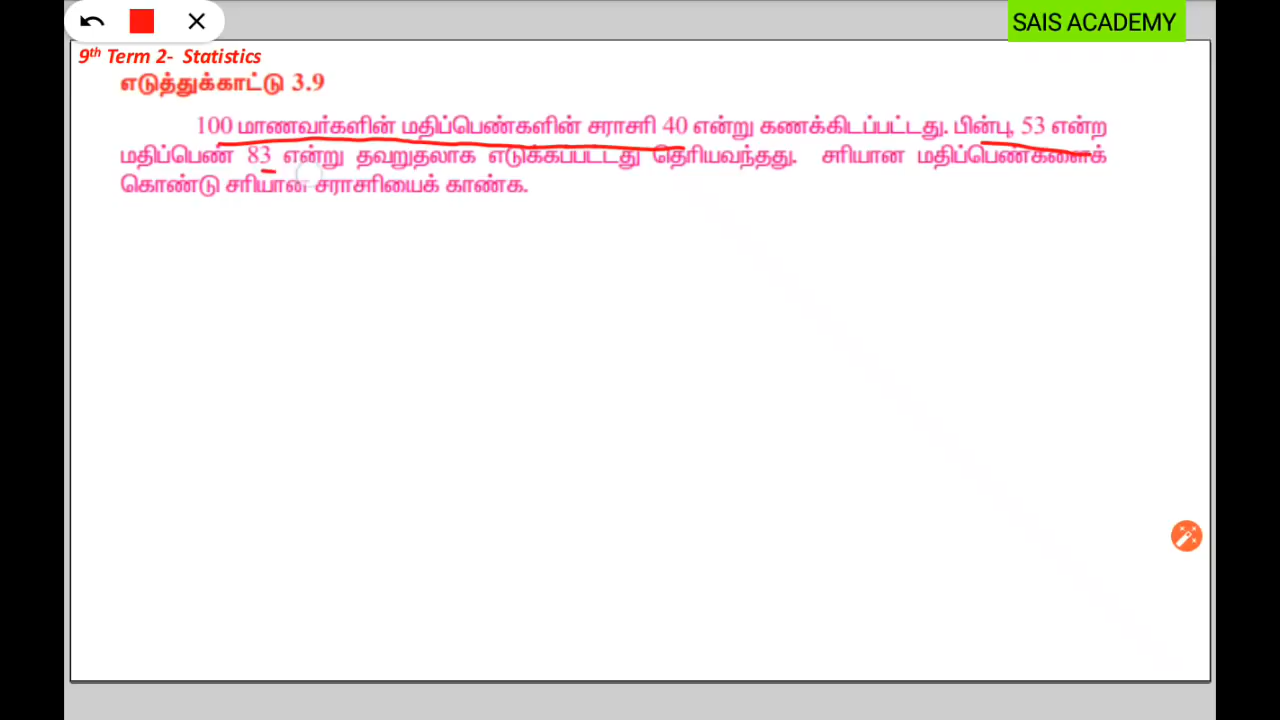 SAIS ACADEMY
9th Term 2- Statistics
எடுத்துக்காட்டு 3.9
100 மாணவர்களின் மதிப்பெண்களின் சராசரி 40 என்று கணக்கிடப்பட்டது. பின்பு, 53 என்ற
மதிப்பெண் 83 என்று தவறுதலாக எடுக்கப்பட்டது தெரியவந்தது. சரியான மதிப்பெண்களைக்
கொண்டு சரியான சராசரியைக் காண்க.